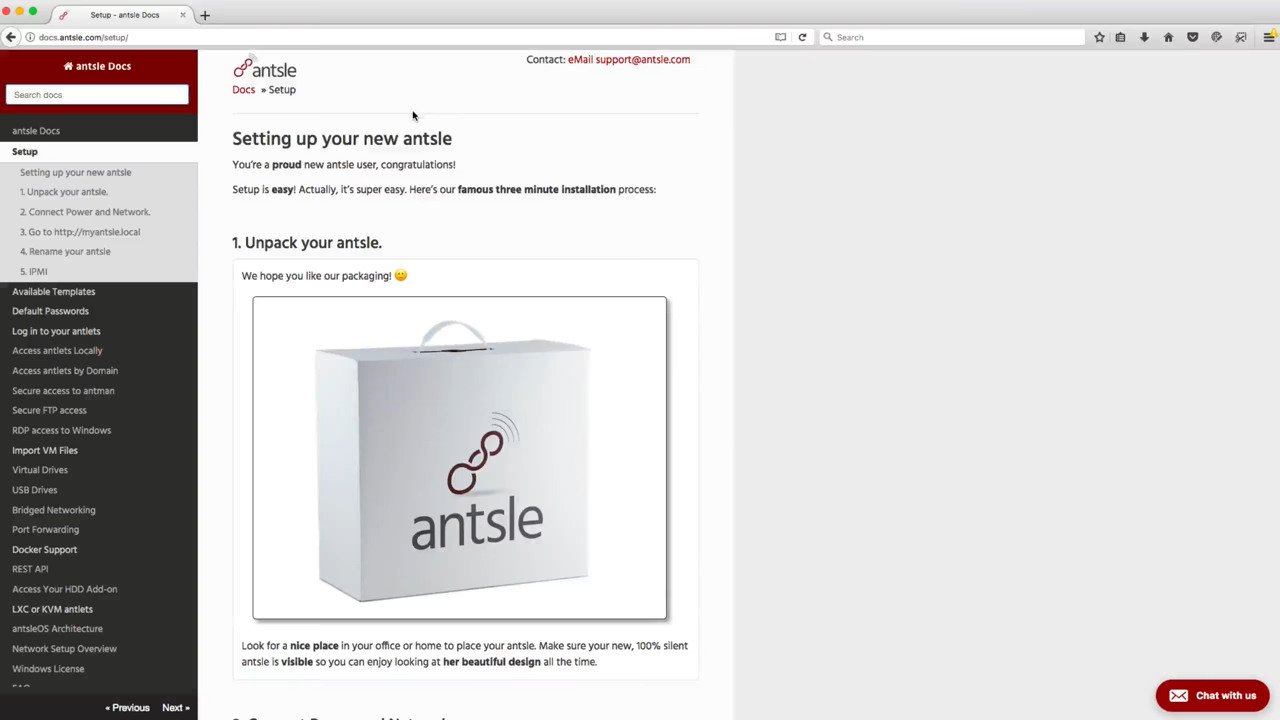 Setup - antsle Docs
docs.antsle.com/setup/
Search
antsle Docs
Search docs
antsle Docs
Setup
Setting up your new antsle
1. Unpack your antsle.
2. Connect Power and Network.
3. Go to http://myantsle.local
4. Rename your antsle
5. IPMI
Available Templates
Default Passwords
Log in to your antlets
Access antlets Locally
Access antlets by Domain
Secure access to antman
Secure FTP access
RDP access to Windows
Import VM Files
Virtual Drives
USB Drives
Bridged Networking
Port Forwarding
Docker Support
REST API
Access Your HDD Add-on
LXC or KVM antlets
antsleOS Architecture
Network Setup Overview
Windows License
« Previous
Next »
antsle
Contact: eMail support@antsle.com
Docs » Setup
Setting up your new antsle
You're a proud new antsle user, congratulations!
Setup is easy! Actually, it's super easy. Here's our famous three minute installation process:
1. Unpack your antsle.
We hope you like our packaging! 🙂
antsle
Look for a nice place in your office or home to place your antsle. Make sure your new, 100% silent
antsle is visible so you can enjoy looking at her beautiful design all the time.
Chat with us